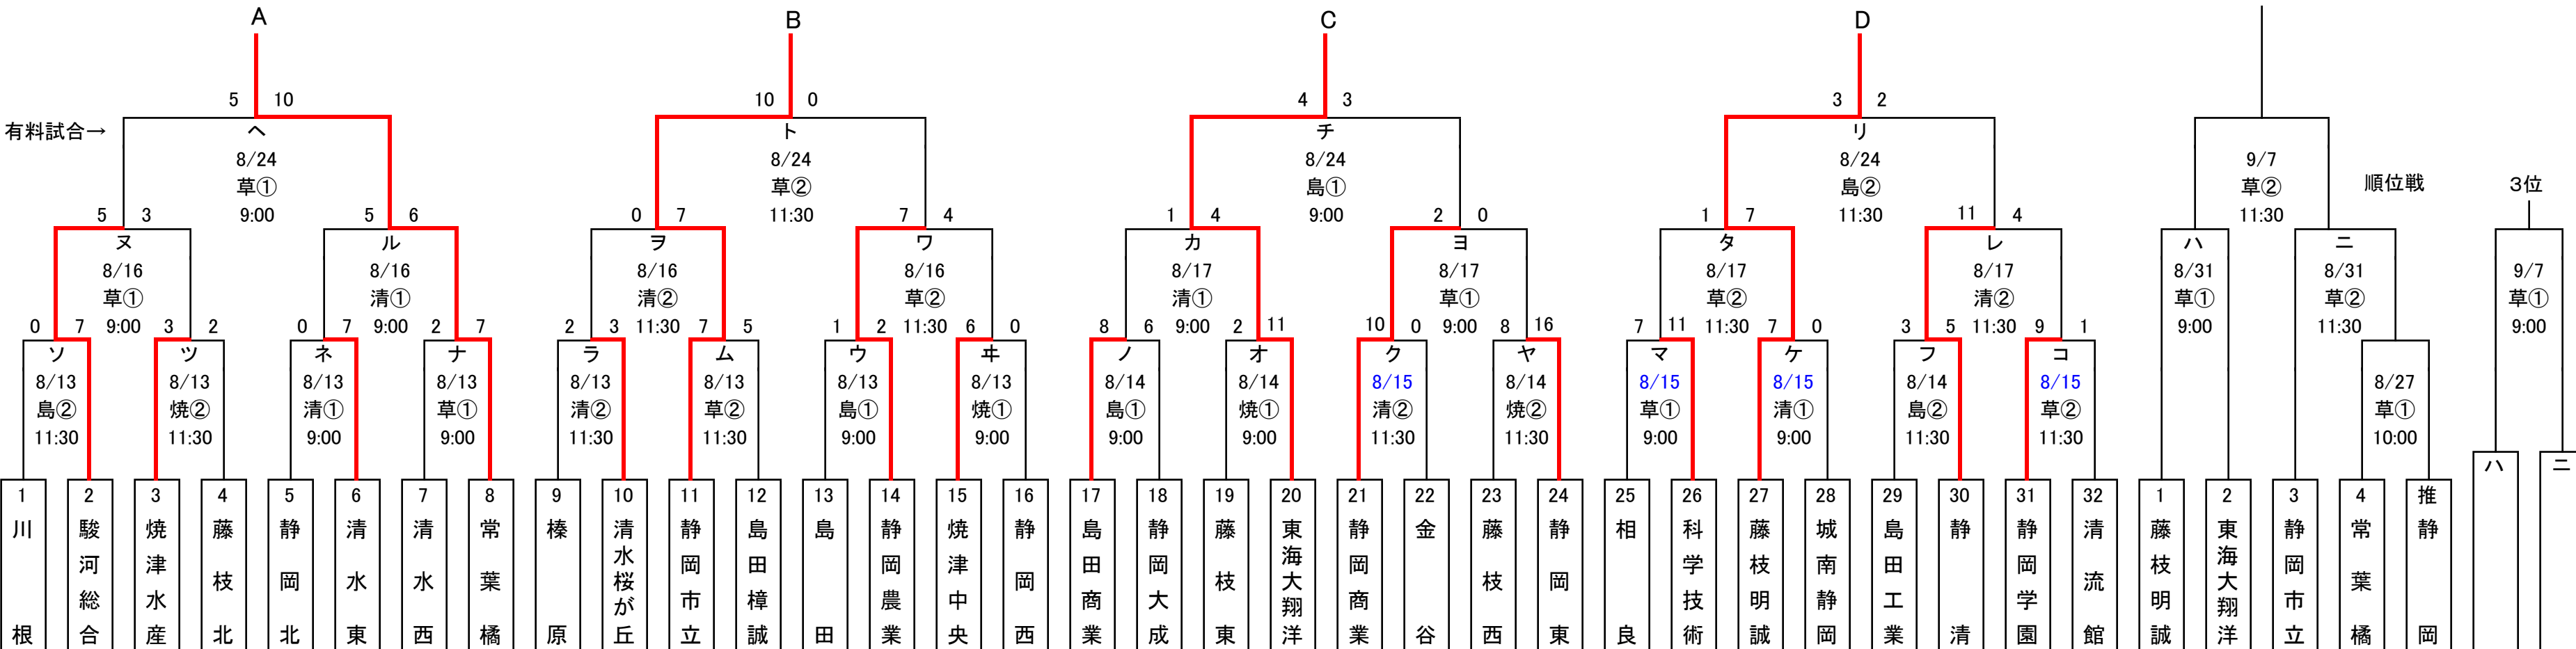 A B C D
5 10 10 0 4 3 3 2
有料試合→ ヘ ト チ リ
8/24 8/24 8/24 8/24 9/7
草① 草② 島① 島② 草② 順位戦 3位
9:00 11:30 9:00 11:30 11:30
5 3 5 6 0 7 7 4 1 4 2 0 1 7 11 4
ヌ ル ヲ ワ カ ヨ タ レ ハ ニ
8/16 8/16 8/16 8/16 8/17 8/17 8/17 8/17 8/31 8/31 9/7
草① 清① 清② 草② 清① 草① 草② 清② 草① 草② 草①
9:00 9:00 11:30 11:30 9:00 9:00 11:30 11:30 9:00 11:30 9:00
0 7 3 2 0 7 2 7 2 3 7 5 1 2 6 0 8 6 2 11 10 0 8 16 7 11 7 0 3 5 9 1
ソ ツ ネ ナ ラ ム ウ ヰ ノ オ ク ヤ マ ケ フ コ
8/13 8/13 8/13 8/13 8/13 8/13 8/13 8/13 8/14 8/14 8/15 8/14 8/15 8/15 8/14 8/15 8/27
島② 焼② 清① 草① 清② 草② 島① 焼① 島① 焼① 清② 焼② 草① 清① 島② 草② 草①
11:30 11:30 9:00 9:00 11:30 11:30 9:00 9:00 9:00 9:00 11:30 11:30 9:00 9:00 11:30 11:30 10:00
ハ ニ
1 川根
2 駿河総合
3 焼津水産
4 藤枝北
5 静岡北
6 清水東
7 清水西
8 常葉橘
9 榛原
10 清水桜が丘
11 静岡市立
12 島田樟誠
13 島田
14 静岡農業
15 焼津中央
16 静岡西
17 島田商業
18 静岡大成
19 藤枝東
20 東海大翔洋
21 静岡商業
22 金谷
23 藤枝西
24 静岡東
25 相良
26 科学技術
27 藤枝明誠
28 城南静岡
29 島田工業
30 静清
31 静岡学園
32 清流館
1 藤枝明誠
2 東海大翔洋
3 静岡市立
4 常葉橘
推 静岡